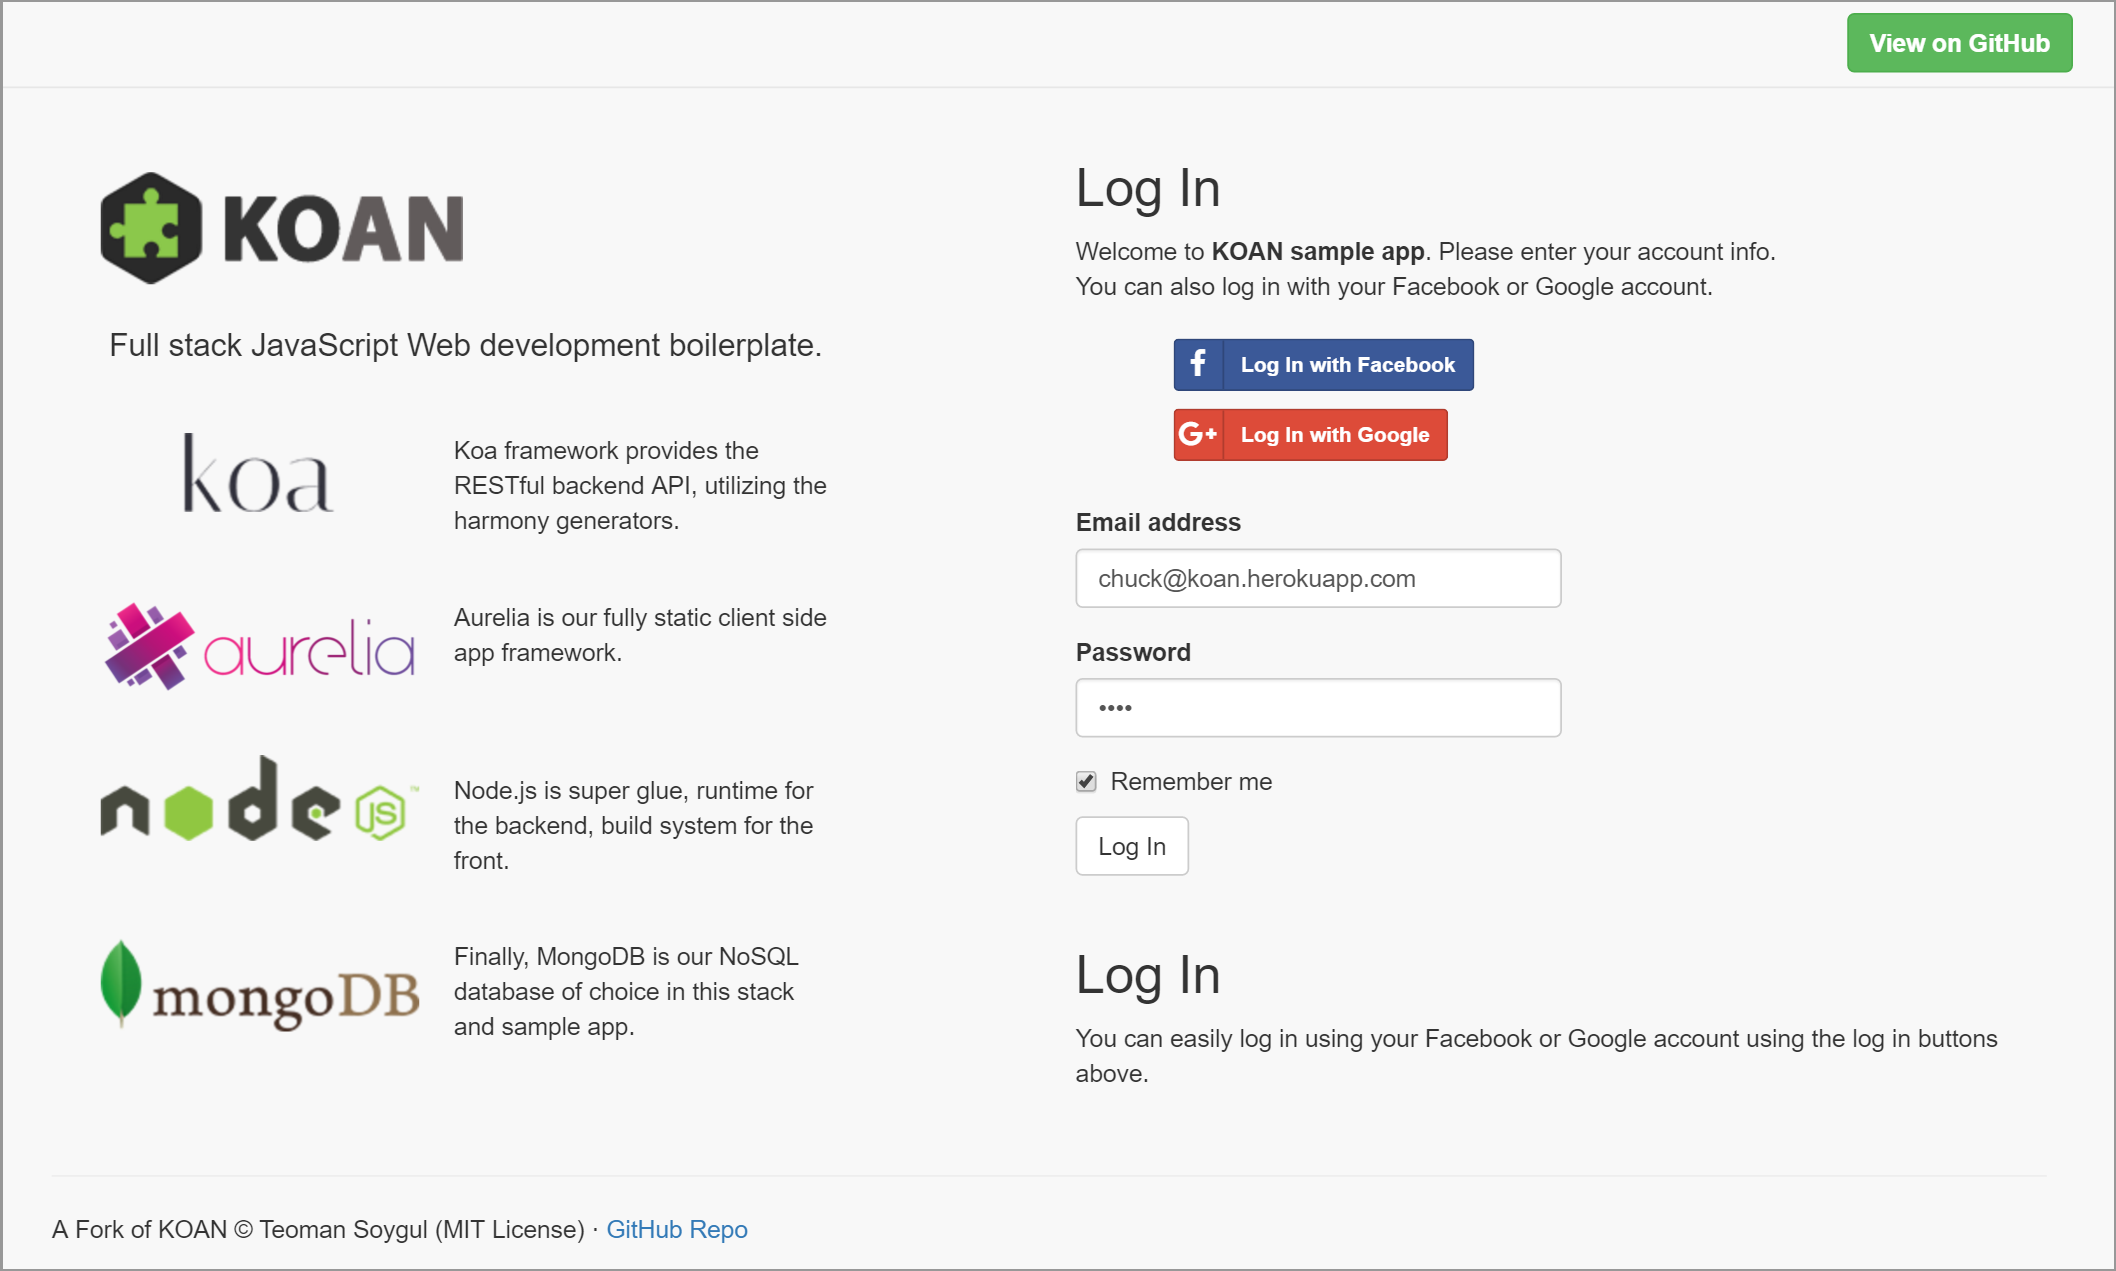 View on GitHub
KOAN
Full stack JavaScript Web development boilerplate.
koa
Koa framework provides the
RESTful backend API, utilizing the
harmony generators.
aurelia
Aurelia is our fully static client side
app framework.
node JS ™
Node.js is super glue, runtime for
the backend, build system for the
front.
mongoDB
Finally, MongoDB is our NoSQL
database of choice in this stack
and sample app.
Log In
Welcome to KOAN sample app. Please enter your account info.
You can also log in with your Facebook or Google account.
f Log In with Facebook
G+ Log In with Google
Email address
chuck@koan.herokuapp.com
Password
••••
Remember me
Log In
Log In
You can easily log in using your Facebook or Google account using the log in buttons
above.
A Fork of KOAN © Teoman Soygul (MIT License) · GitHub Repo